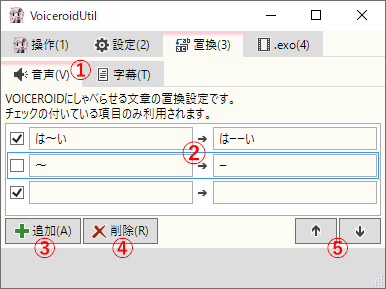 VoiceroidUtil
操作(1) 設定(2) 置換(3) .exo(4)
音声(V) ① 字幕(T)
VOICEROIDにしゃべらせる文章の置換設定です。
チェックの付いている項目のみ利用されます。
は～い → はーーい
②
～ → ー
→
追加(A) 削除(R) ↑ ↓
③ ④ ⑤